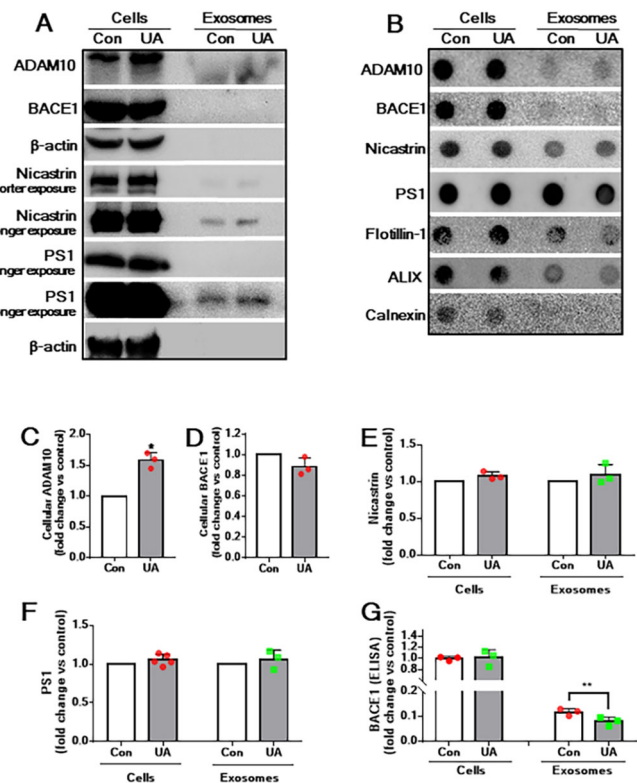 A
Cells Exosomes
Con UA Con UA
ADAM10
BACE1
β-actin
Nicastrin
orter exposure
Nicastrin
nger exposure
PS1
nger exposure
PS1
nger exposure
β-actin
B
Cells Exosomes
Con UA Con UA
ADAM10
BACE1
Nicastrin
PS1
Flotillin-1
ALIX
Calnexin
C
Cellular ADAM10
(fold change vs control)
2.0
1.5
1.0
0.5
0.0
*
Con UA
D
Cellular BACE1
(fold change vs control)
1.2
1.0
0.8
0.6
0.4
0.2
0.0
Con UA
E
Nicastrin
(fold change vs control)
1.5
1.0
0.5
0.0
Con UA Con UA
Cells Exosomes
F
PS1
(fold change vs control)
1.5
1.0
0.5
0.0
Con UA Con UA
Cells Exosomes
G
BACE1 (ELISA)
(fold change vs control)
1.4
1.2
1.0
0.8
0.2
0.1
0.0
**
Con UA Con UA
Cells Exosomes